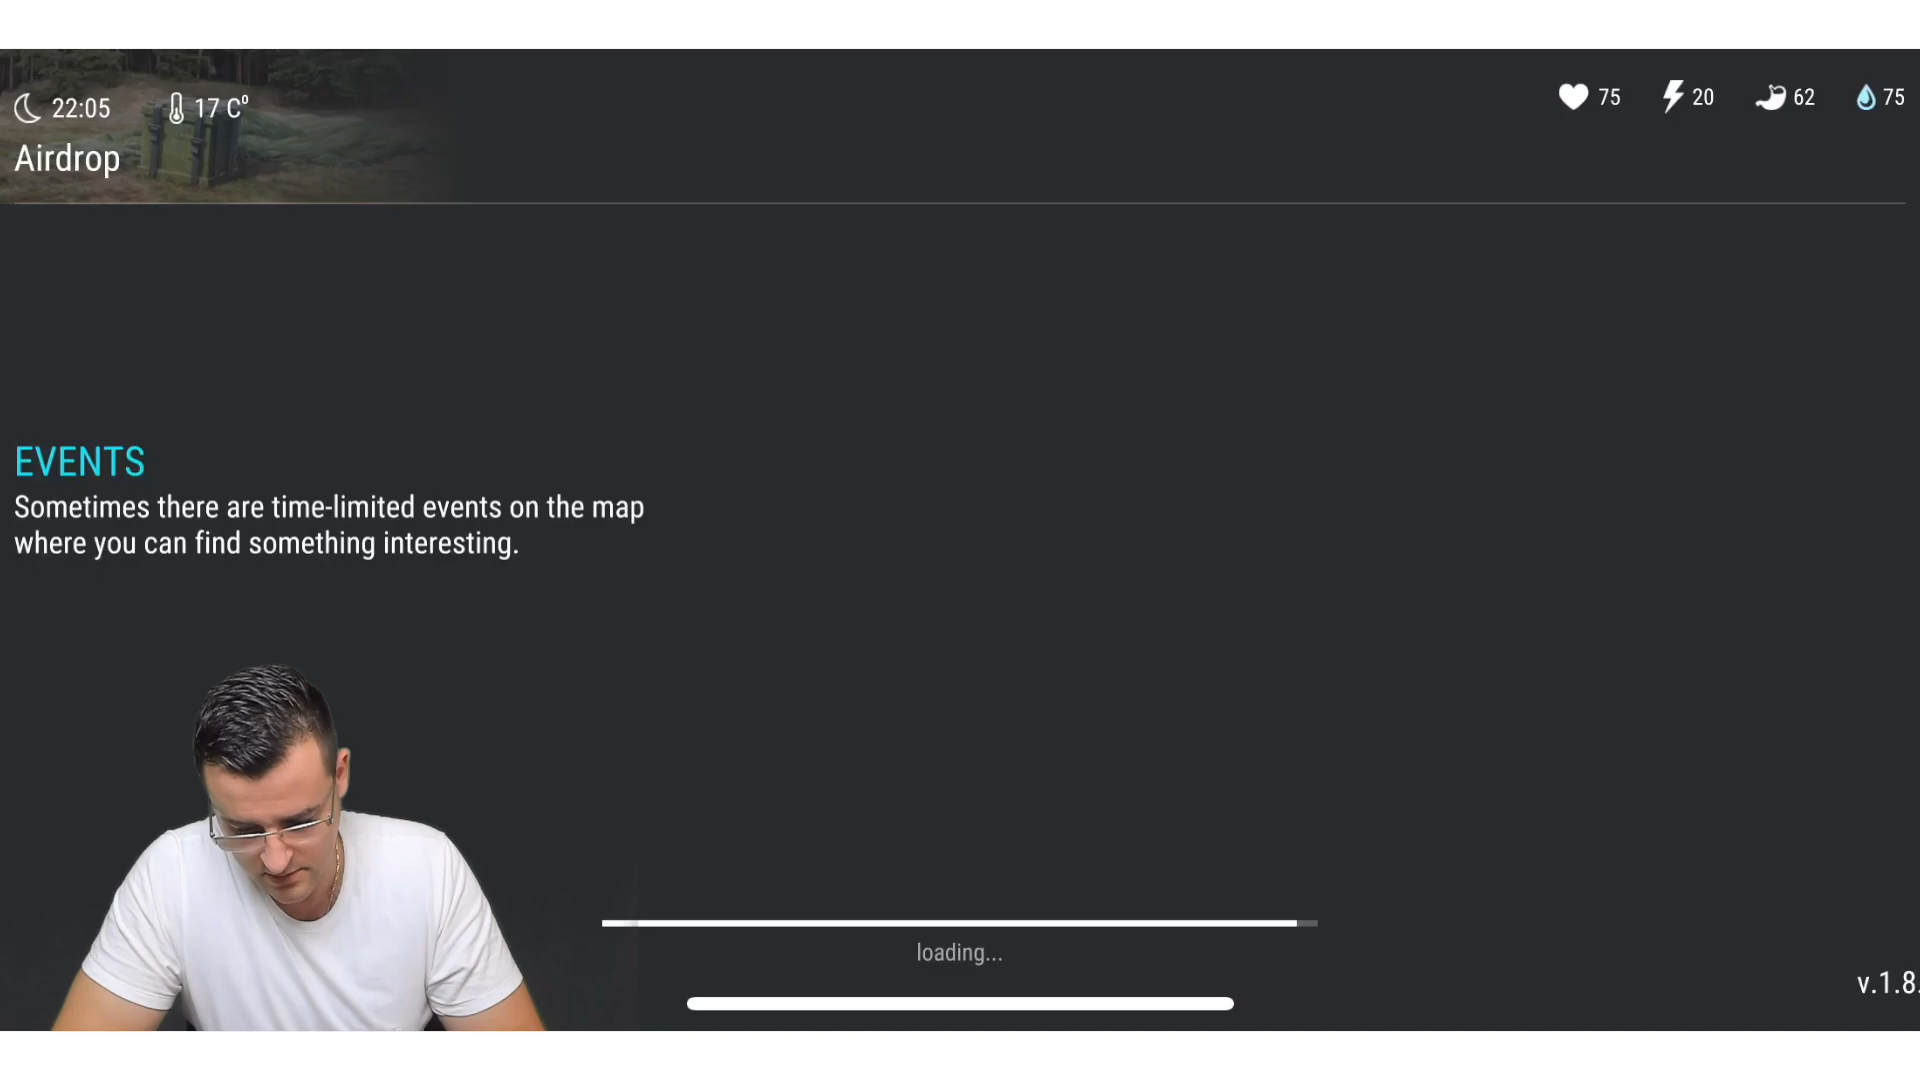 22:05
17 C°
75
20
62
75
Airdrop
EVENTS
Sometimes there are time-limited events on the map
where you can find something interesting.
loading...
v.1.8.